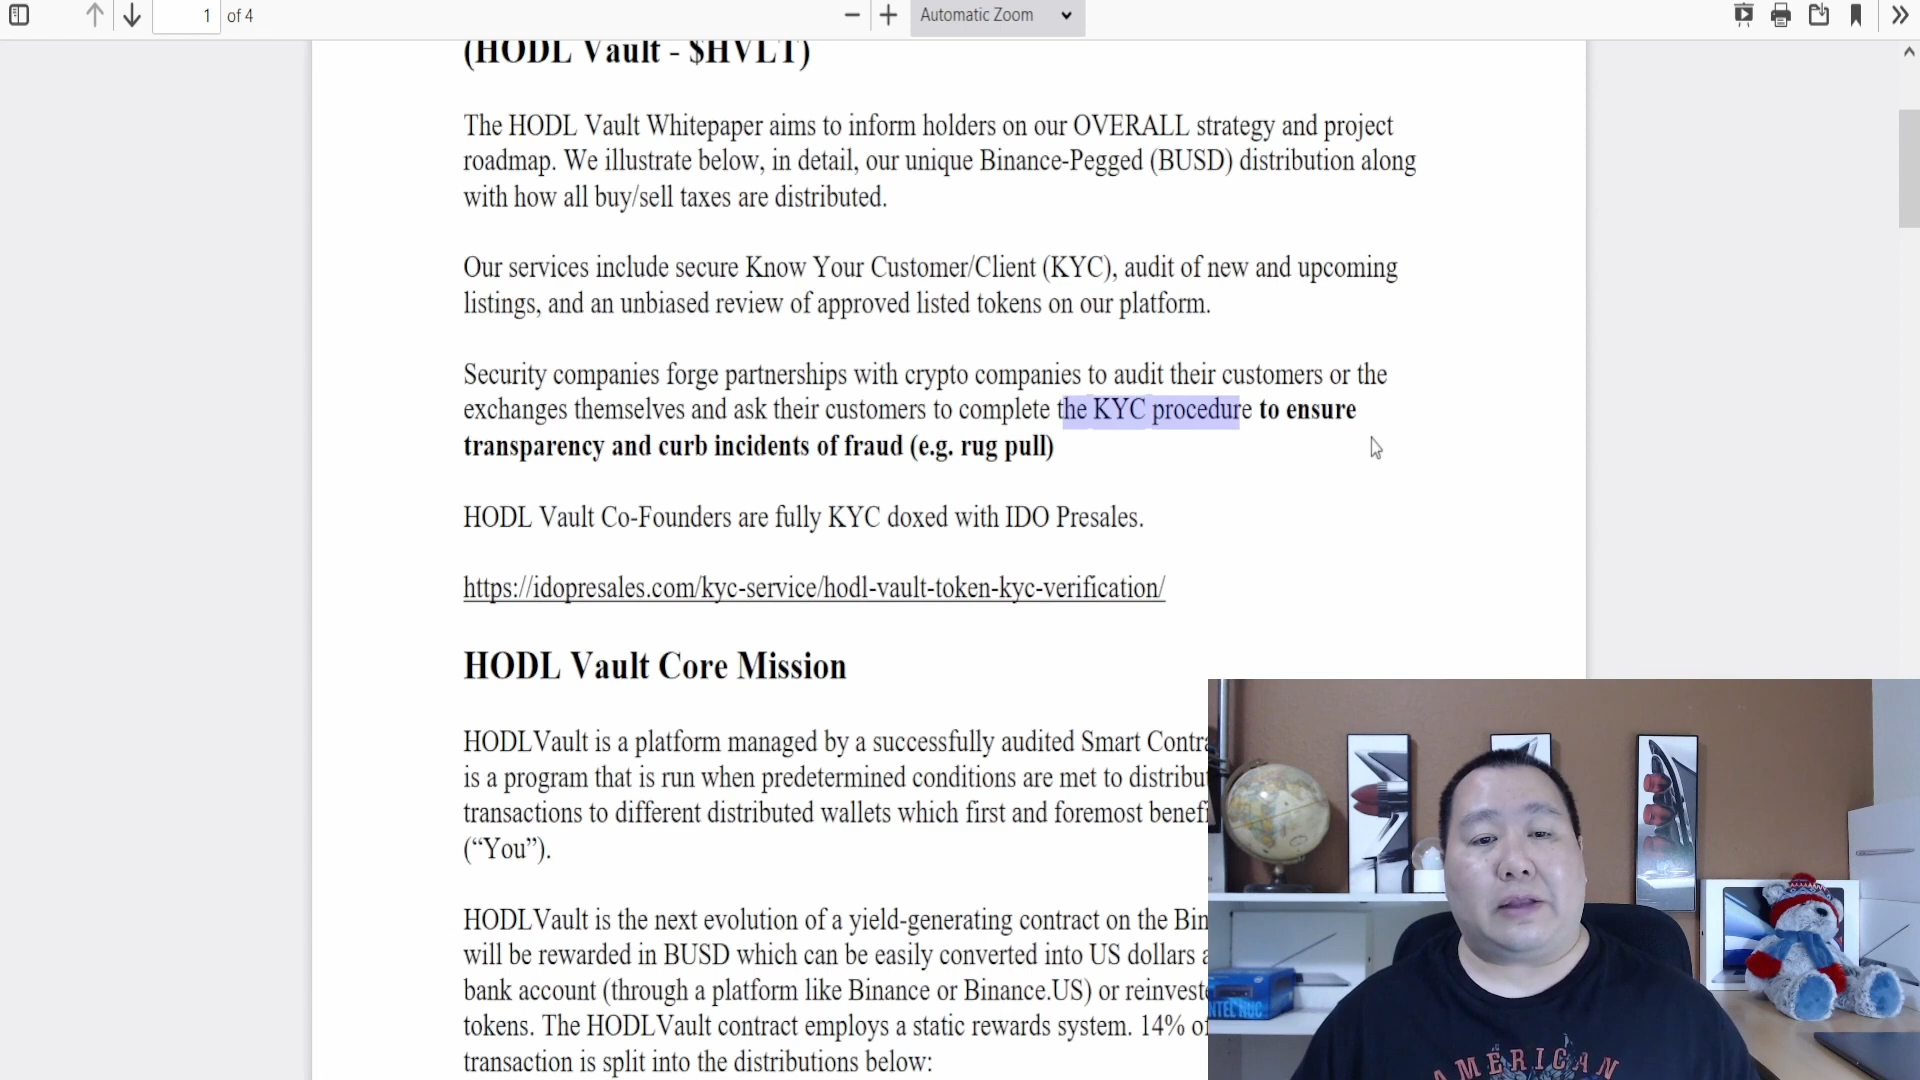 1 of 4
Automatic Zoom
(HODL Vault - $HVLT)
The HODL Vault Whitepaper aims to inform holders on our OVERALL strategy and project
roadmap. We illustrate below, in detail, our unique Binance-Pegged (BUSD) distribution along
with how all buy/sell taxes are distributed.
Our services include secure Know Your Customer/Client (KYC), audit of new and upcoming
listings, and an unbiased review of approved listed tokens on our platform.
Security companies forge partnerships with crypto companies to audit their customers or the
exchanges themselves and ask their customers to complete the KYC procedure to ensure
transparency and curb incidents of fraud (e.g. rug pull)
HODL Vault Co-Founders are fully KYC doxed with IDO Presales.
https://idopresales.com/kyc-service/hodl-vault-token-kyc-verification/
HODL Vault Core Mission
HODLVault is a platform managed by a successfully audited Smart
is a program that is run when predetermined conditions are met to
transactions to different distributed wallets which first and foremost
(“You”).
HODLVault is the next evolution of a yield-generating contract on the
will be rewarded in BUSD which can be easily converted into US dollars
bank account (through a platform like Binance or Binance.US) or
tokens. The HODLVault contract employs a static rewards system. 14%
transaction is split into the distributions below:
INTEL NUC
AMERICAN